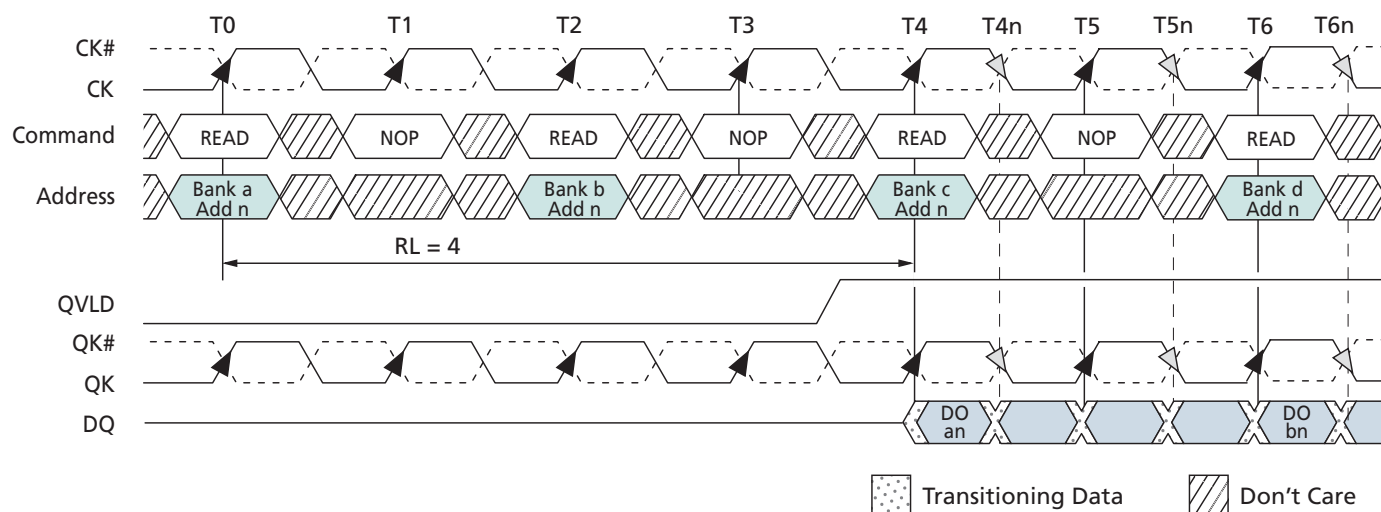 T0 T1 T2 T3 T4 T4n T5 T5n T6 T6n
CK#
CK
Command READ NOP READ NOP READ NOP READ
Address Bank a Add n Bank b Add n Bank c Add n Bank d Add n
RL = 4
QVLD
QK#
QK
DQ DO an DO bn
Transitioning Data Don't Care